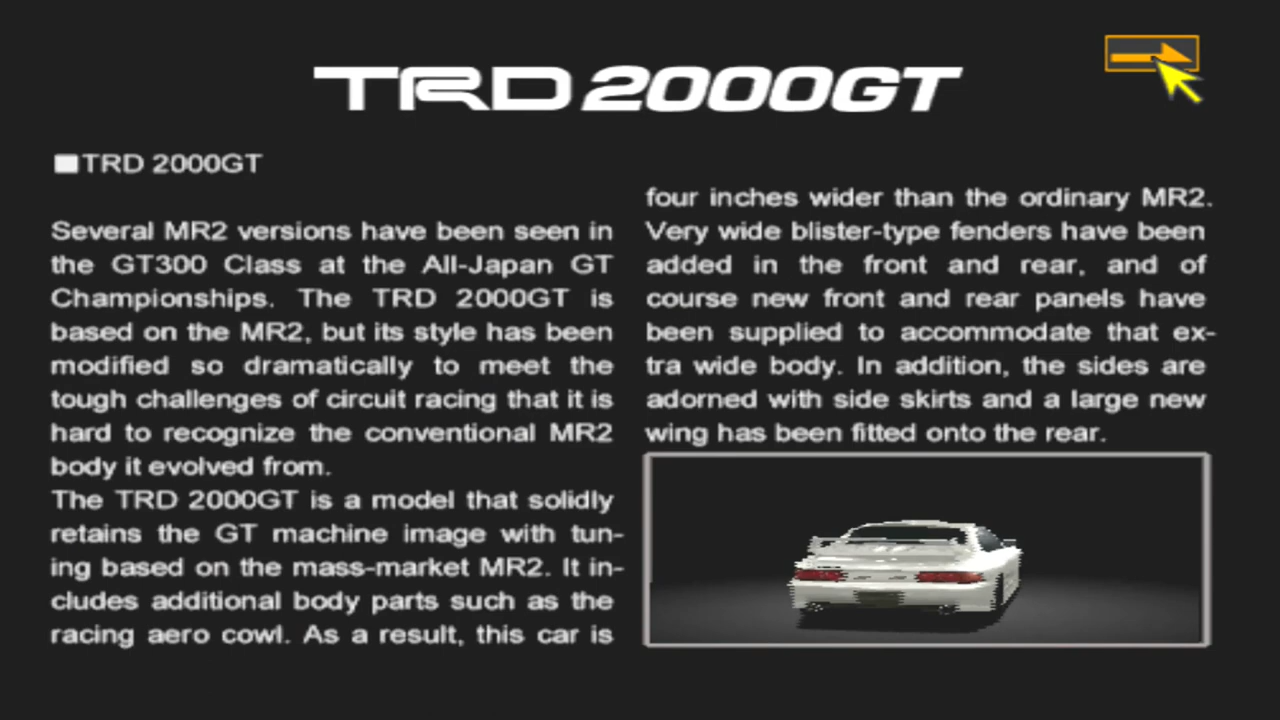 TRD 2000GT
■TRD 2000GT
Several MR2 versions have been seen in
the GT300 Class at the All-Japan GT
Championships. The TRD 2000GT is
based on the MR2, but its style has been
modified so dramatically to meet the
tough challenges of circuit racing that it is
hard to recognize the conventional MR2
body it evolved from.
The TRD 2000GT is a model that solidly
retains the GT machine image with tun-
ing based on the mass-market MR2. It in-
cludes additional body parts such as the
racing aero cowl. As a result, this car is
four inches wider than the ordinary MR2.
Very wide blister-type fenders have been
added in the front and rear, and of
course new front and rear panels have
been supplied to accommodate that ex-
tra wide body. In addition, the sides are
adorned with side skirts and a large new
wing has been fitted onto the rear.